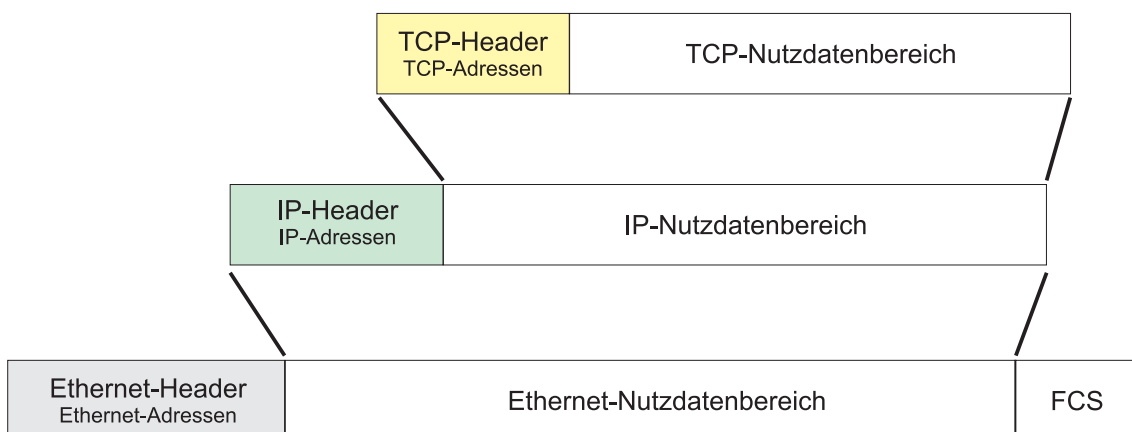 TCP-Header
TCP-Adressen
TCP-Nutzdatenbereich
IP-Header
IP-Adressen
IP-Nutzdatenbereich
Ethernet-Header
Ethernet-Adressen
Ethernet-Nutzdatenbereich
FCS